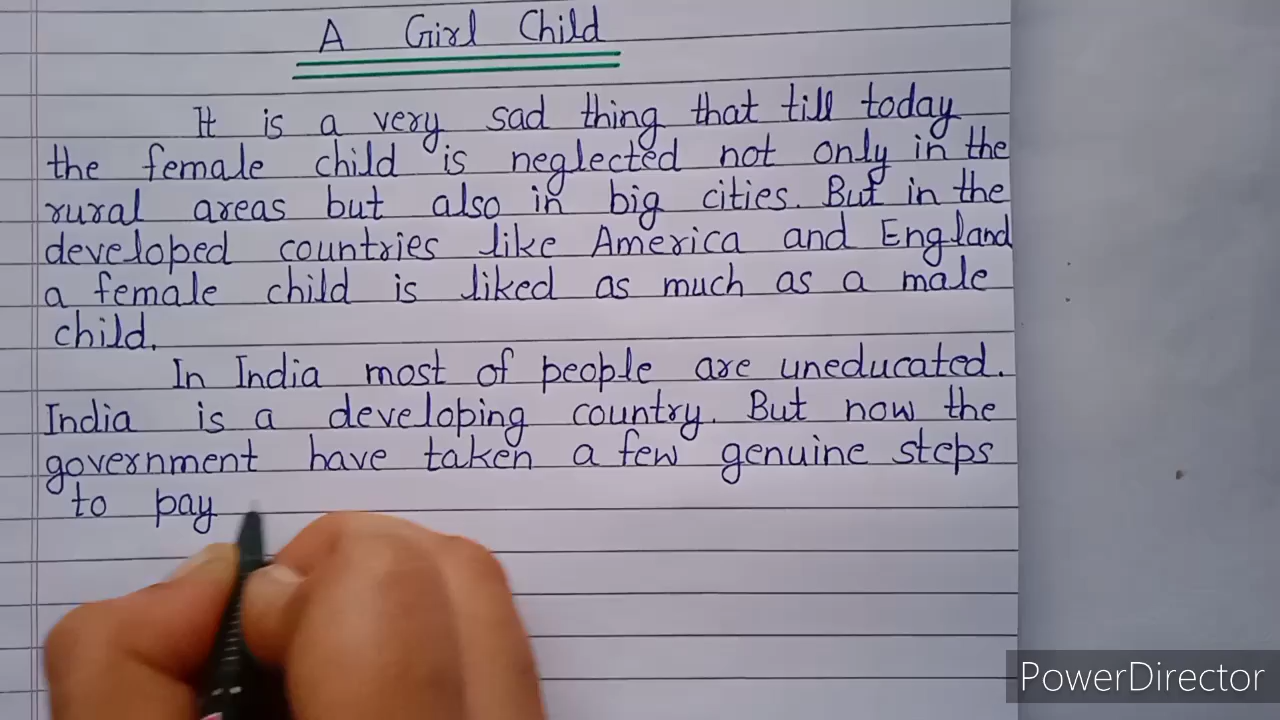 A Girl Child
It is a very sad thing that till today
the female child is neglected not only in the
rural areas but also in big cities. But in the
developed countries like America and England
a female child is liked as much as a male
child.
In India most of people are uneducated.
India is a developing country. But now the
government have taken a few genuine steps
to pay
PowerDirector